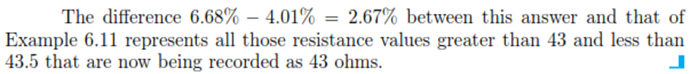 The difference 6.68% – 4.01% = 2.67% between this answer and that of
Example 6.11 represents all those resistance values greater than 43 and less than
43.5 that are now being recorded as 43 ohms.